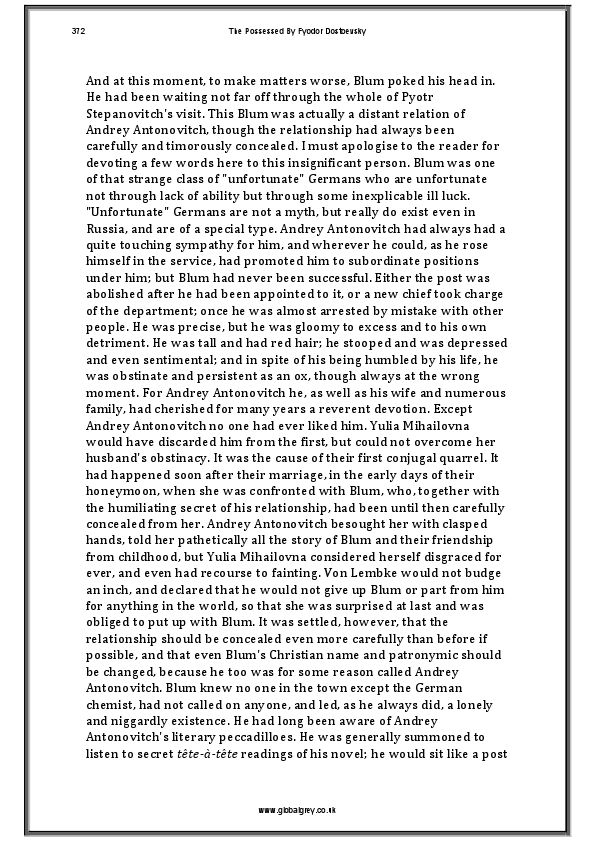 372
The Possessed By Fyodor Dostoevsky
And at this moment, to make matters worse, Blum poked his head in.
He had been waiting not far off through the whole of Pyotr
Stepanovitch's visit. This Blum was actually a distant relation of
Andrey Antonovitch, though the relationship had always been
carefully and timorously concealed. I must apologise to the reader for
devoting a few words here to this insignificant person. Blum was one
of that strange class of "unfortunate" Germans who are unfortunate
not through lack of ability but through some inexplicable ill luck.
"Unfortunate" Germans are not a myth, but really do exist even in
Russia, and are of a special type. Andrey Antonovitch had always had a
quite touching sympathy for him, and wherever he could, as he rose
himself in the service, had promoted him to subordinate positions
under him; but Blum had never been successful. Either the post was
abolished after he had been appointed to it, or a new chief took charge
of the department; once he was almost arrested by mistake with other
people. He was precise, but he was gloomy to excess and to his own
detriment. He was tall and had red hair; he stooped and was depressed
and even sentimental; and in spite of his being humbled by his life, he
was obstinate and persistent as an ox, though always at the wrong
moment. For Andrey Antonovitch he, as well as his wife and numerous
family, had cherished for many years a reverent devotion. Except
Andrey Antonovitch no one had ever liked him. Yulia Mihailovna
would have discarded him from the first, but could not overcome her
husband's obstinacy. It was the cause of their first conjugal quarrel. It
had happened soon after their marriage, in the early days of their
honeymoon, when she was confronted with Blum, who, together with
the humiliating secret of his relationship, had been until then carefully
concealed from her. Andrey Antonovitch besought her with clasped
hands, told her pathetically all the story of Blum and their friendship
from childhood, but Yulia Mihailovna considered herself disgraced for
ever, and even had recourse to fainting. Von Lembke would not budge
an inch, and declared that he would not give up Blum or part from him
for anything in the world, so that she was surprised at last and was
obliged to put up with Blum. It was settled, however, that the
relationship should be concealed even more carefully than before if
possible, and that even Blum's Christian name and patronymic should
be changed, because he too was for some reason called Andrey
Antonovitch. Blum knew no one in the town except the German
chemist, had not called on anyone, and led, as he always did, a lonely
and niggardly existence. He had long been aware of Andrey
Antonovitch's literary peccadilloes. He was generally summoned to
listen to secret tête-à-tête readings of his novel; he would sit like a post
www.globalgrey.co.uk